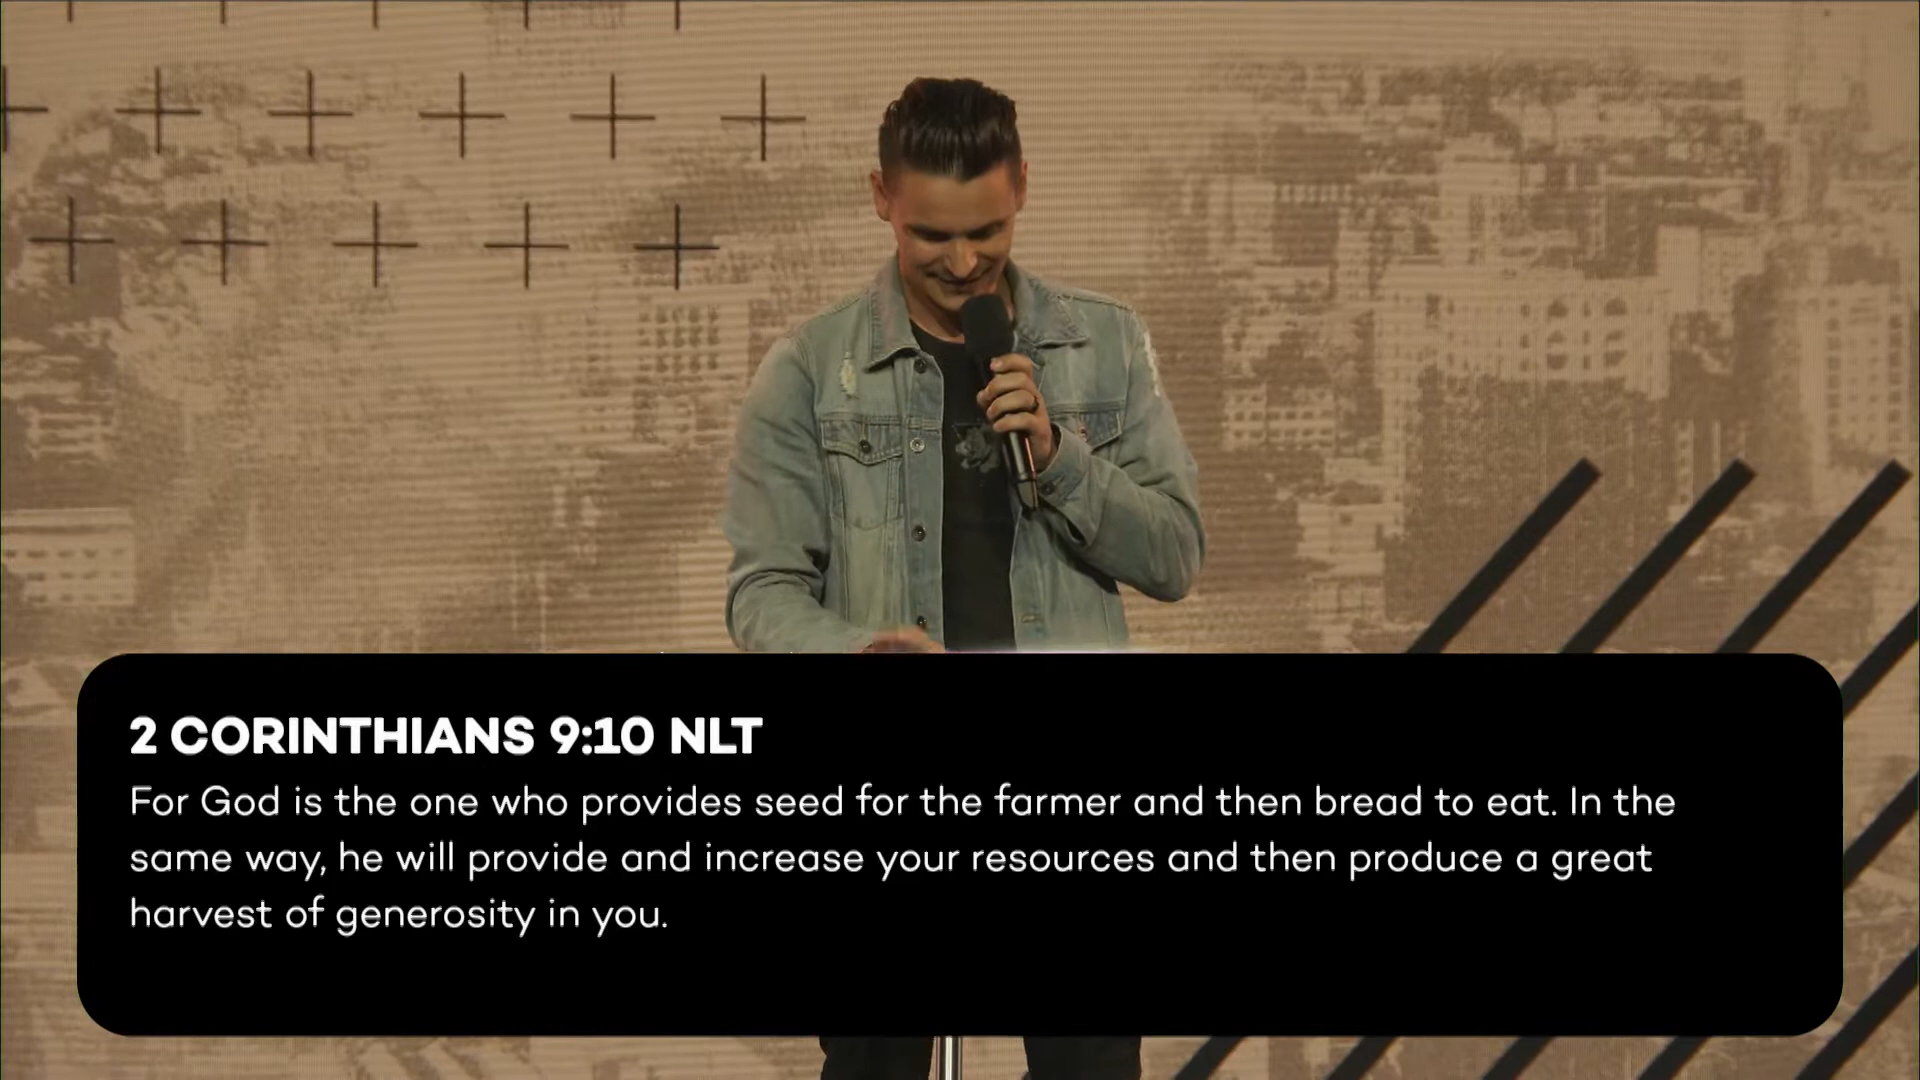 2 CORINTHIANS 9:10 NLT
For God is the one who provides seed for the farmer and then bread to eat. In the
same way, he will provide and increase your resources and then produce a great
harvest of generosity in you.